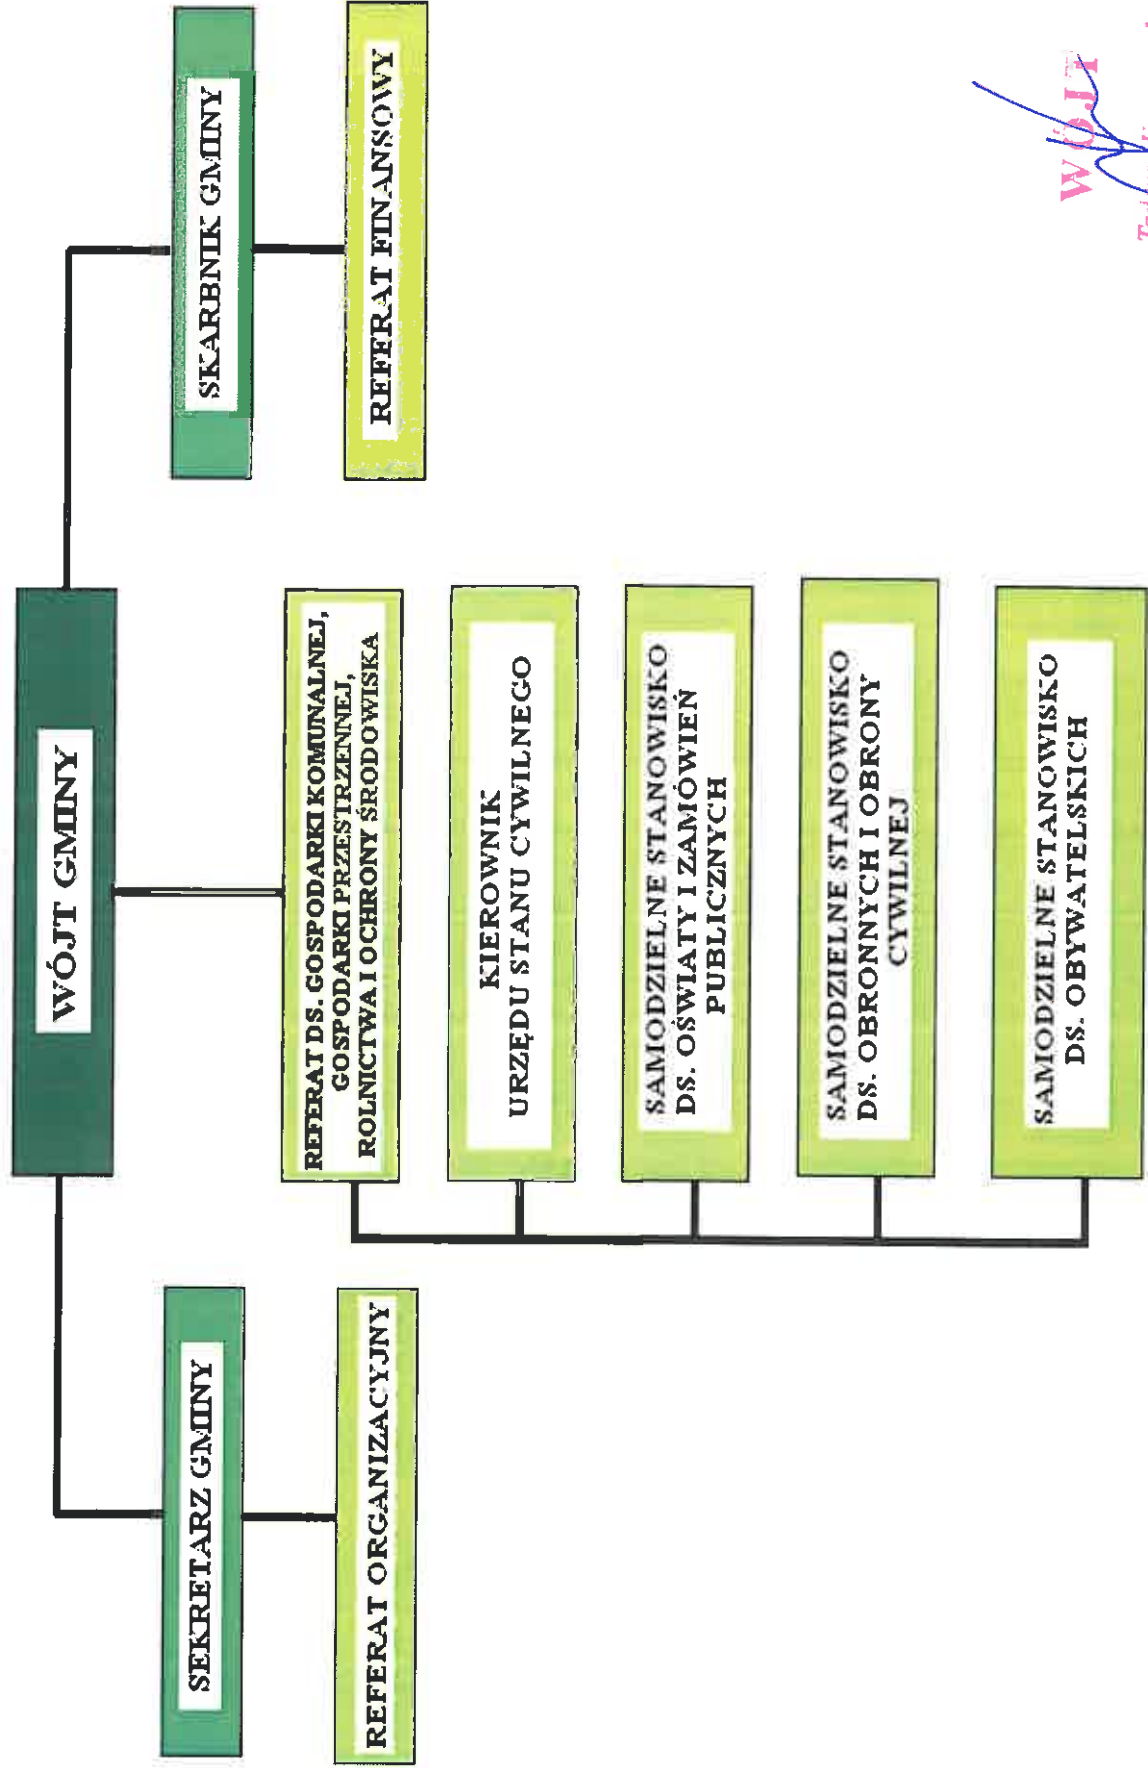 WÓJT GMINY
SEKRETARZ GMINY
REFERAT ORGANIZACYJNY
REFERAT DS. GOSPODARKI KOMUNALNEJ,
GOSPODARKI PRZESTRZENNEJ,
ROLNICTWA I OCHRONY ŚRODOWISKA
KIEROWNIK
URZĘDU STANU CYWILNEGO
SAMODZIELNE STANOWISKO
DS. OŚWIATY I ZAMÓWIEŃ
PUBLICZNYCH
SAMODZIELNE STANOWISKO
DS. OBRONNYCH I OBRONY
CYWILNEJ
SAMODZIELNE STANOWISKO
DS. OBYWATELSKICH
SKARBNIK GMINY
REFERAT FINANSOWY
WÓJT